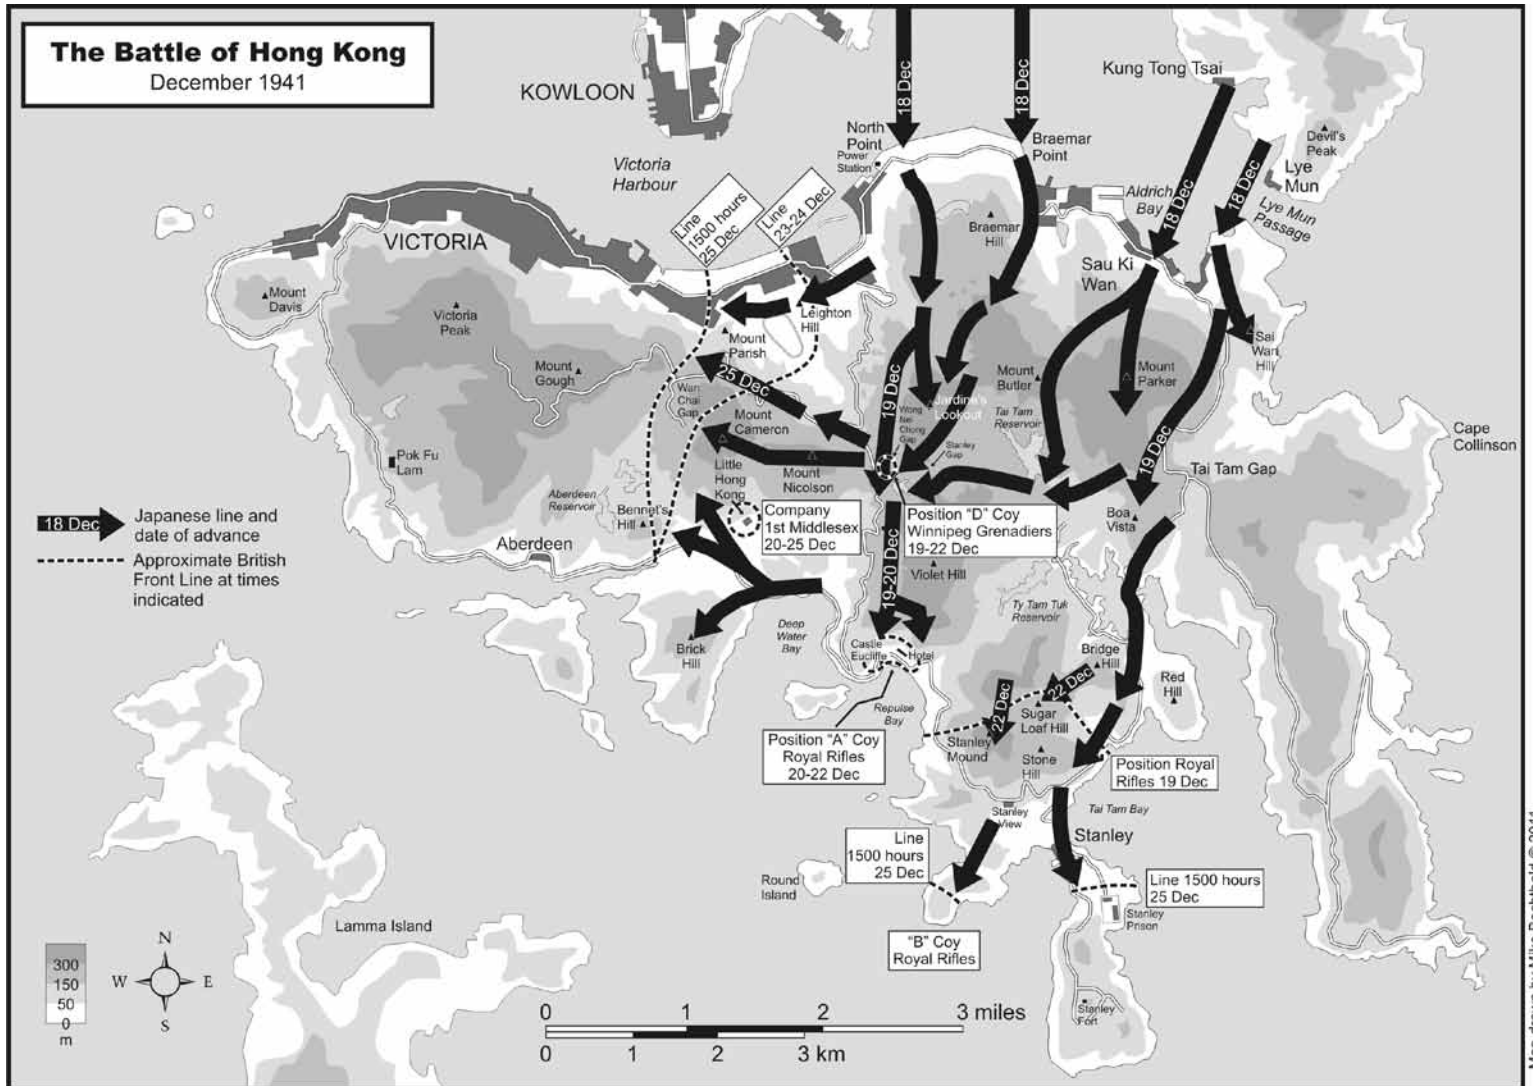 The Battle of Hong Kong
December 1941
KOWLOON
Kung Tong Tsai
18 Dec
18 Dec
North
Point
Power
Station
Braemar
Point
Devil's
Peak
Lye
Mun
Victoria
Harbour
Aldrich
Bay
18 Dec
18 Dec
Lye Mun
Passage
Line
1500 hours
25 Dec
Line
23-24 Dec
VICTORIA
Braemar
Hill
Sau Ki
Wan
Mount
Davis
Victoria
Peak
Leighton
Hill
Mount
Parish
Sai
Wan
Hill
Mount
Gough
25 Dec
Wan
Chai
Gap
19 Dec
Mount
Butler
Mount
Parker
Jardine's
Lookout
Mount
Cameron
Wong
Nei
Chong
Gap
Tai Tam
Reservoir
Stanley
Gap
19 Dec
Cape
Collinson
Pok Fu
Lam
Little
Hong
Kong
Mount
Nicolson
Tai Tam Gap
Aberdeen
Reservoir
Bennet's
Hill
Company
1st Middlesex
20-25 Dec
Position "D" Coy
Winnipeg Grenadiers
19-22 Dec
Boa
Vista
18 Dec
Japanese line and
date of advance
Approximate British
Front Line at times
indicated
Aberdeen
19-20 Dec
Violet Hill
Ty Tam Tuk
Reservoir
Deep
Water
Bay
Brick
Hill
Castle
Eucliffe
Hotel
Bridge
Hill
22 Dec
Red
Hill
22 Dec
Repulse
Bay
Sugar
Loaf Hill
Position "A" Coy
Royal Rifles
20-22 Dec
Stanley
Mound
Stone
Hill
Position Royal
Rifles 19 Dec
Stanley
View
Tai Tam Bay
Stanley
Line
1500 hours
25 Dec
Round
Island
Line 1500 hours
25 Dec
Stanley
Prison
Lamma Island
"B" Coy
Royal Rifles
Stanley
Fort
300
150
50
0
m
N
W
E
S
0 1 2 3 miles
0 1 2 3 km